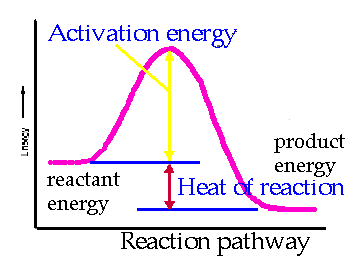 Activation energy
product
energy
reactant
energy
Heat of reaction
Reaction pathway